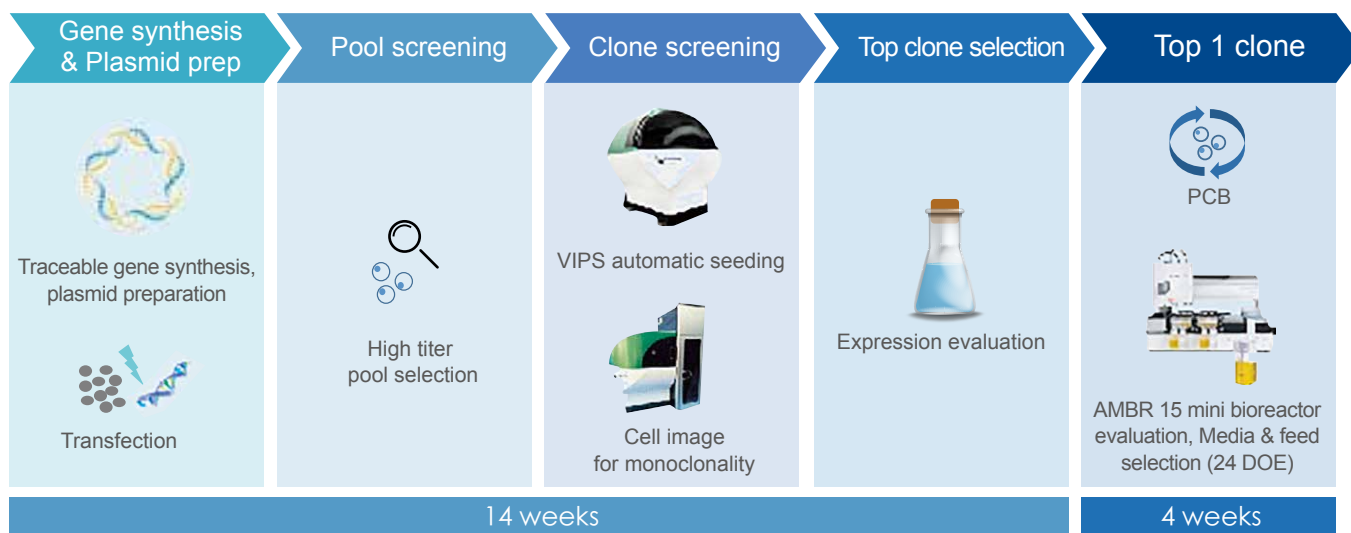 Gene synthesis
& Plasmid prep
Pool screening
Clone screening
Top clone selection
Top 1 clone
Traceable gene synthesis,
plasmid preparation
Transfection
High titer
pool selection
VIPS automatic seeding
Cell image
for monoclonality
Expression evaluation
PCB
AMBR 15 mini bioreactor
evaluation, Media & feed
selection (24 DOE)
14 weeks
4 weeks